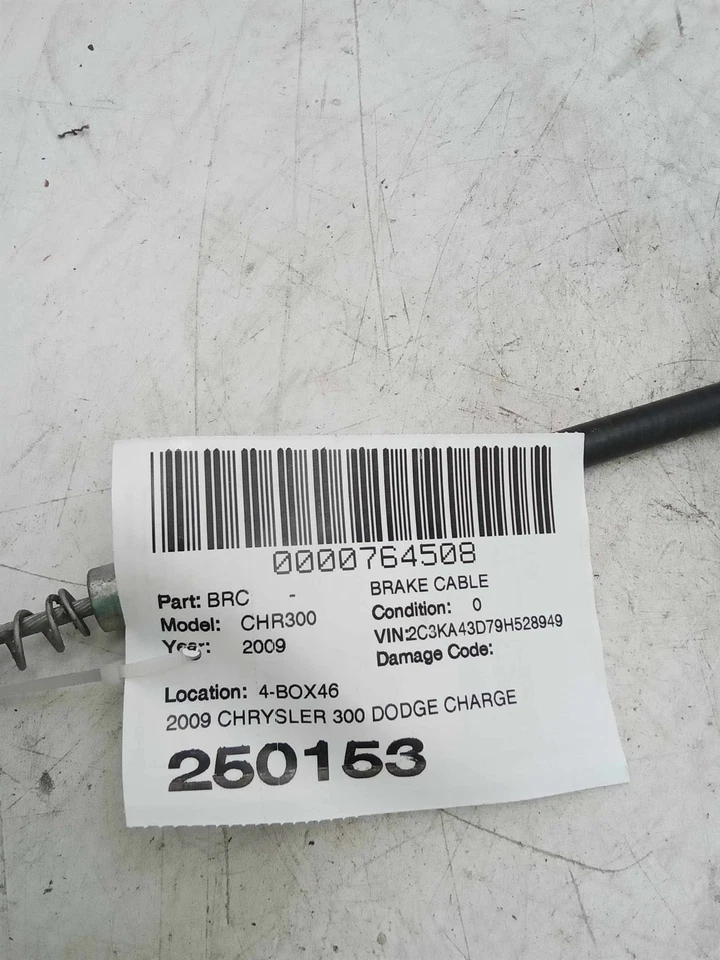 0000764508
Part: BRC - BRAKE CABLE
Model: CHR300 Condition: 0
Year: 2009 VIN:2C3KA43D79H528949
Damage Code:
Location: 4-BOX46
2009 CHRYSLER 300 DODGE CHARGE
250153